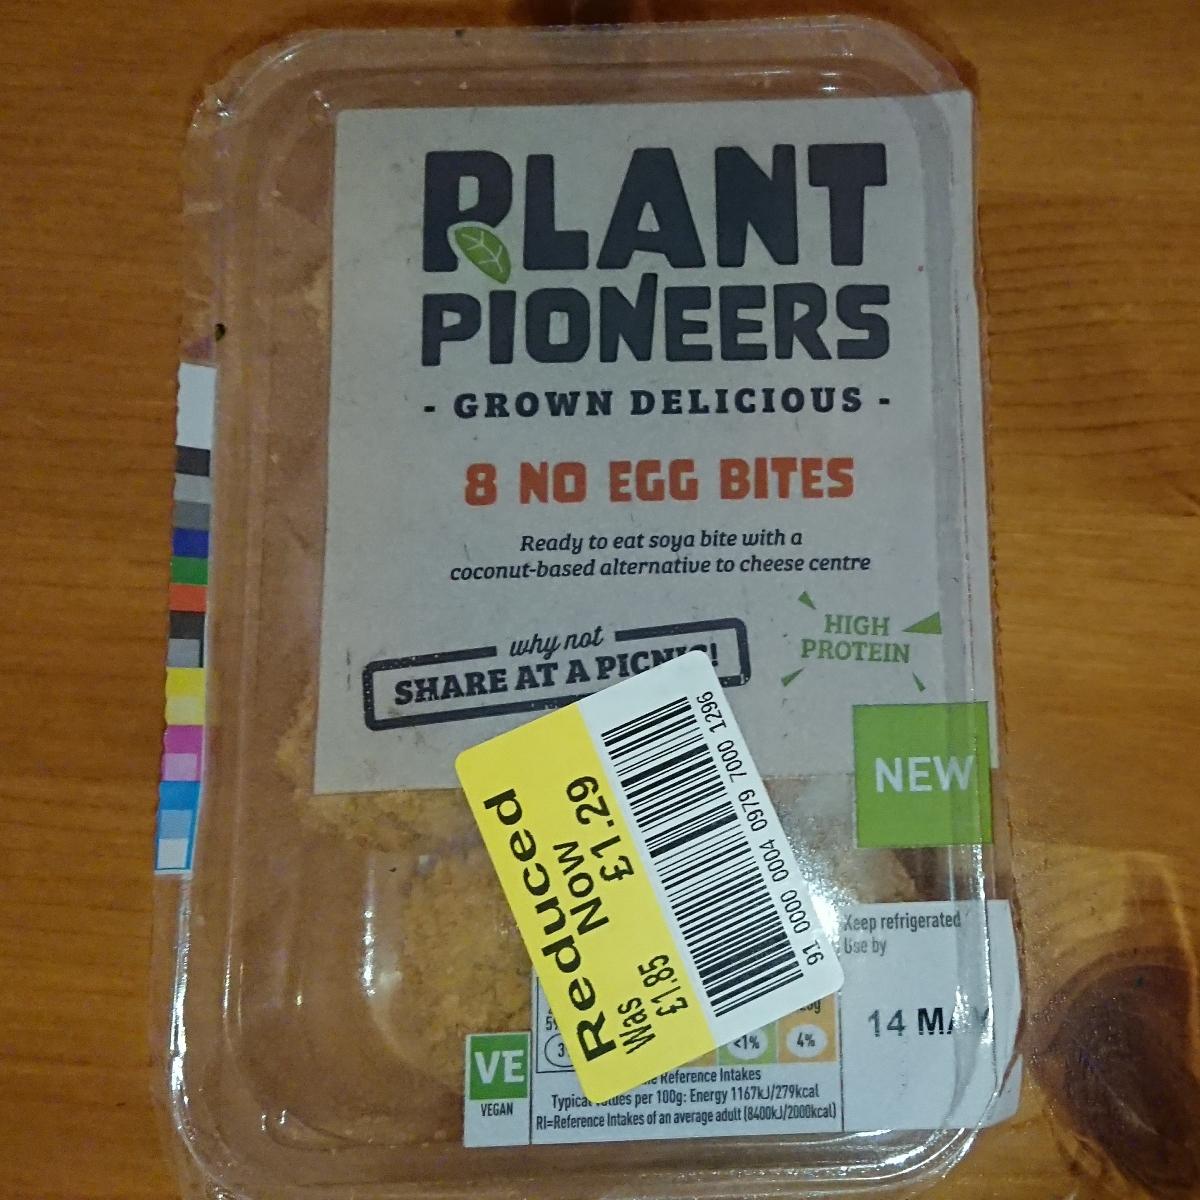 PLANT
PIONEERS
- GROWN DELICIOUS -
8 NO EGG BITES
Ready to eat soya bite with a
coconut-based alternative to cheese centre
HIGH
PROTEIN
why not
SHARE AT A PICNIC!
NEW
Reduced
Now
£1.29
Was
£1.85
91 0000 0004 0979 7000 1296
Keep refrigerated
Use by
14 MAY
VE
VEGAN
<1%
4%
Reference Intakes
Typical values per 100g: Energy 1167kJ/279kcal
RI=Reference Intakes of an average adult (8400kJ/2000kcal)